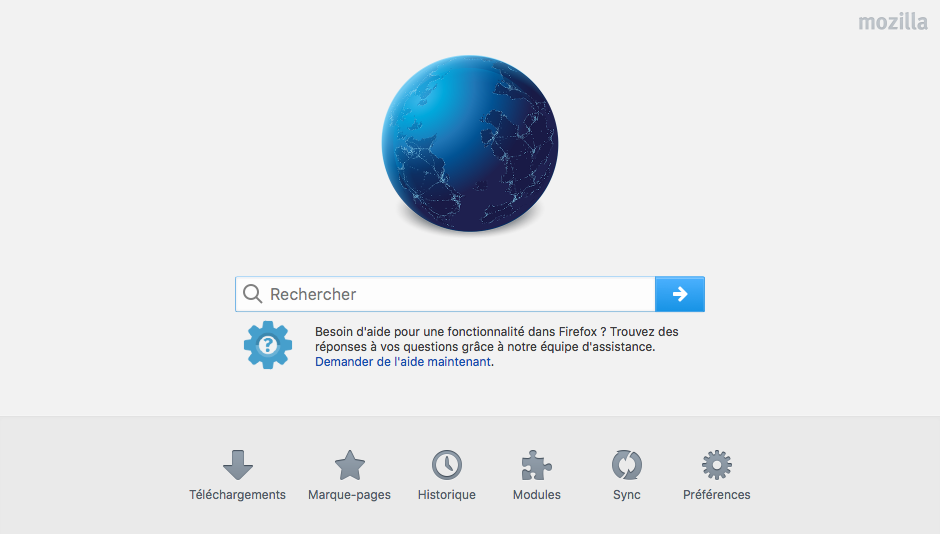 mozilla
Rechercher
?
Besoin d'aide pour une fonctionnalité dans Firefox ? Trouvez des
réponses à vos questions grâce à notre équipe d'assistance.
Demander de l'aide maintenant.
Téléchargements
Marque-pages
Historique
Modules
Sync
Préférences